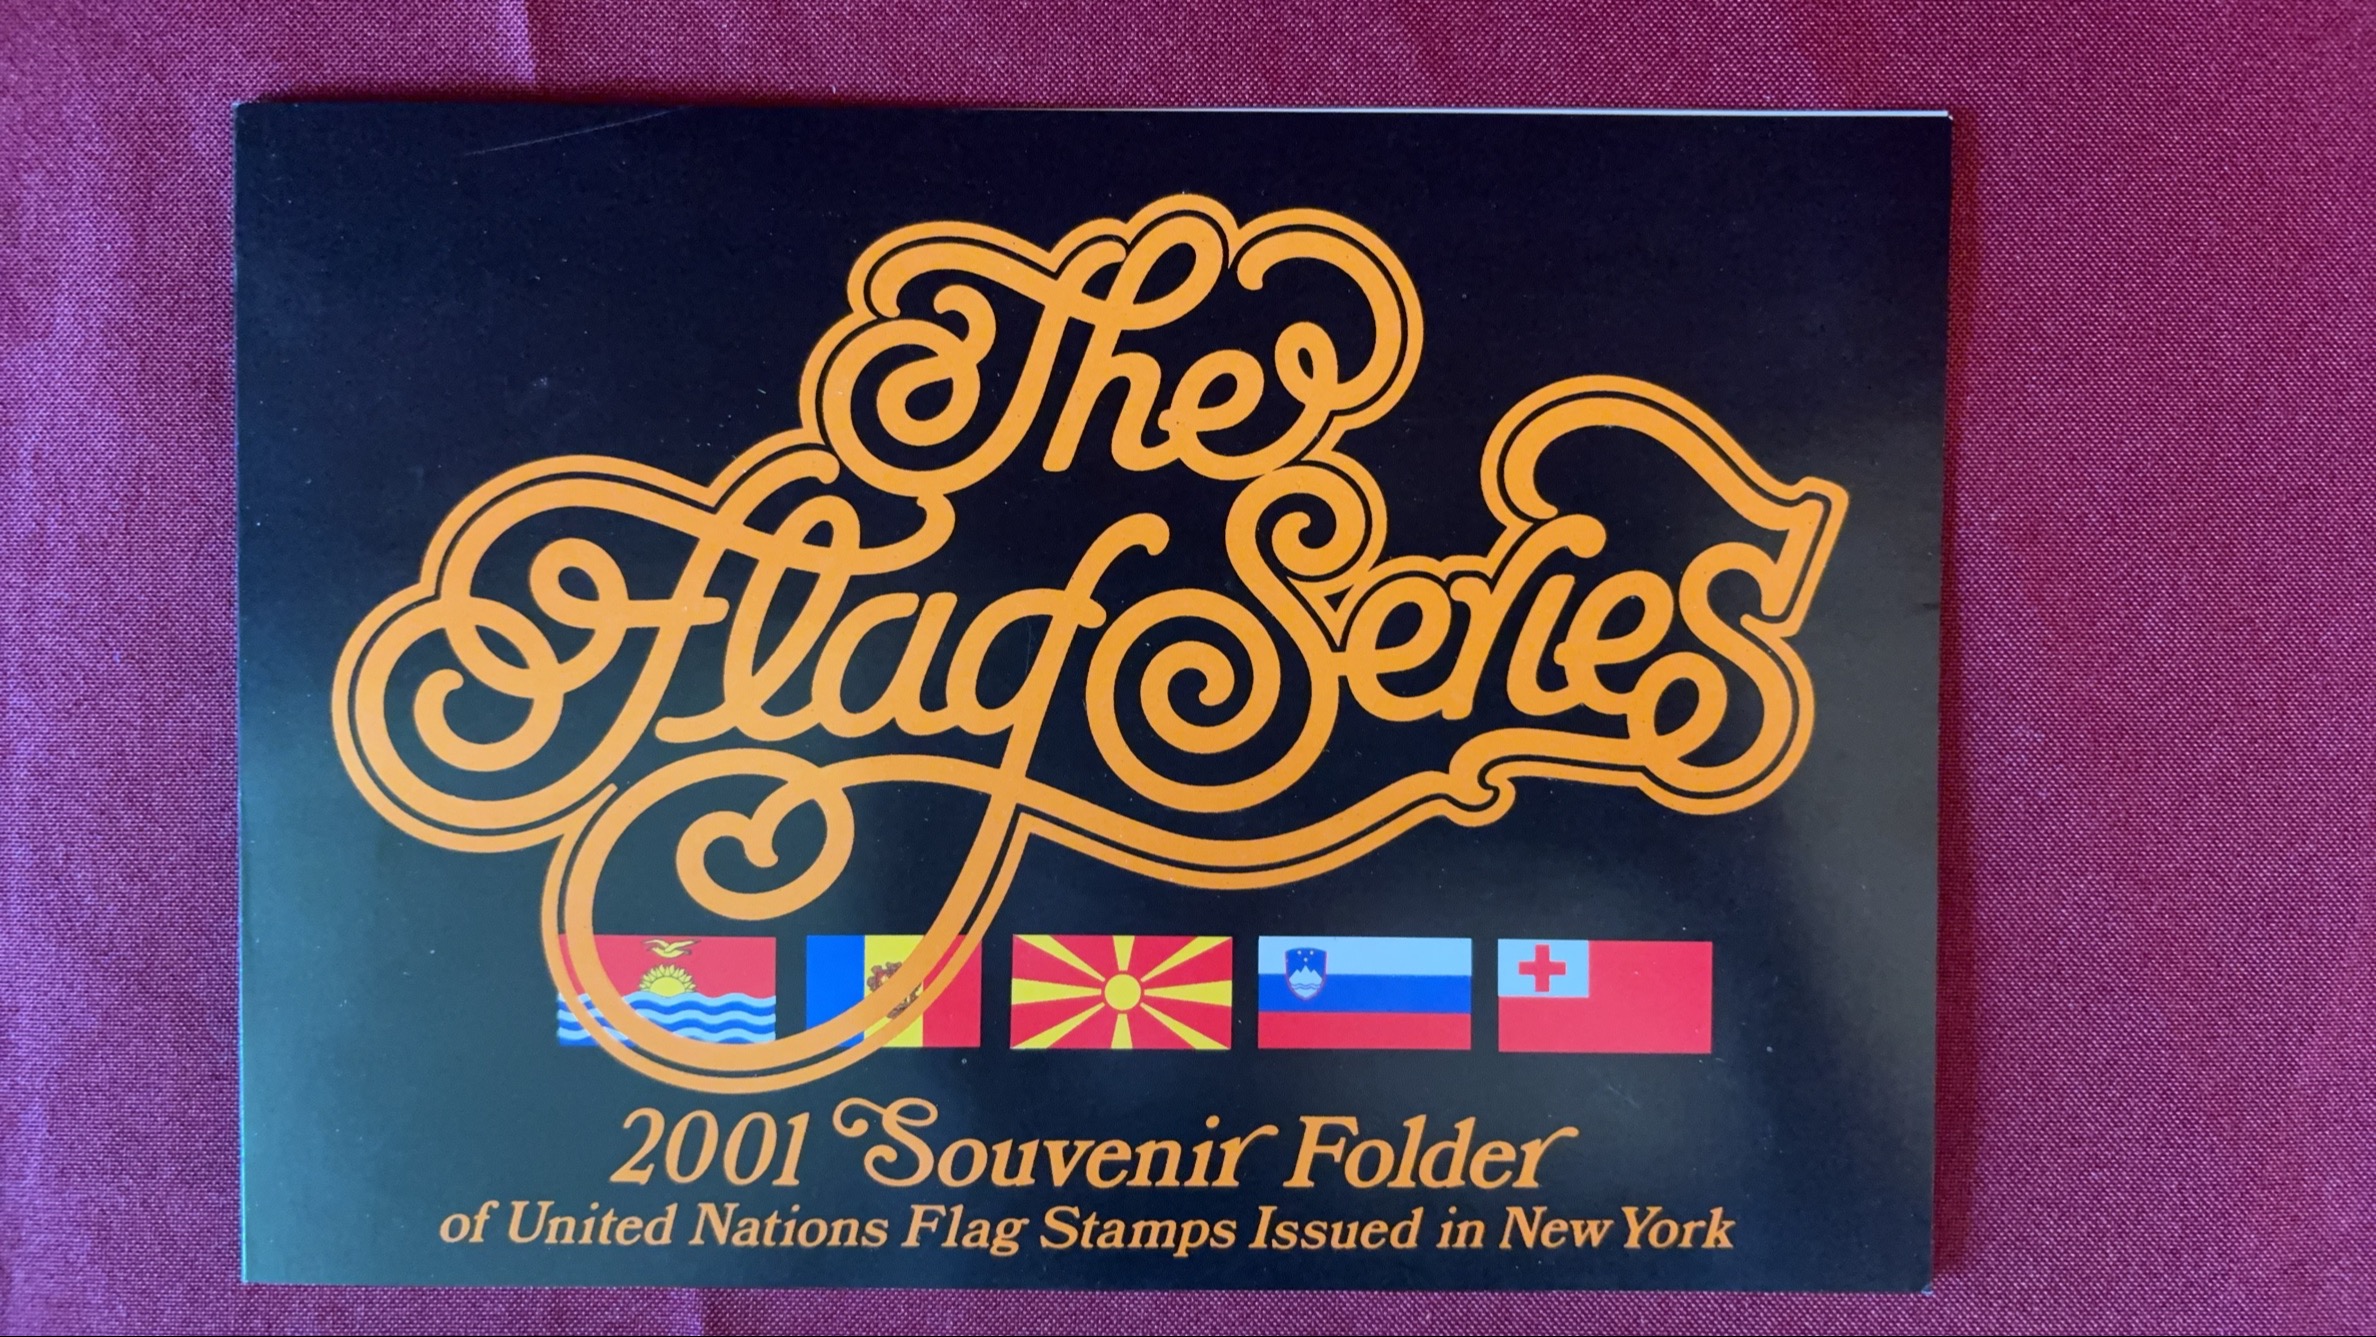 The
Flag Series
2001 Souvenir Folder
of United Nations Flag Stamps Issued in New York